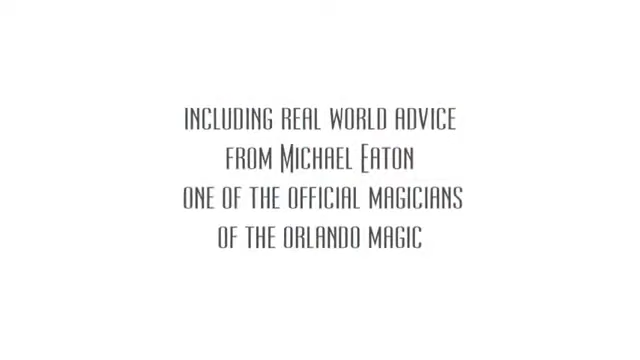 INCLUDING REAL WORLD ADVICE
FROM MICHAEL EATON
ONE OF THE OFFICIAL MAGICIANS
OF THE ORLANDO MAGIC